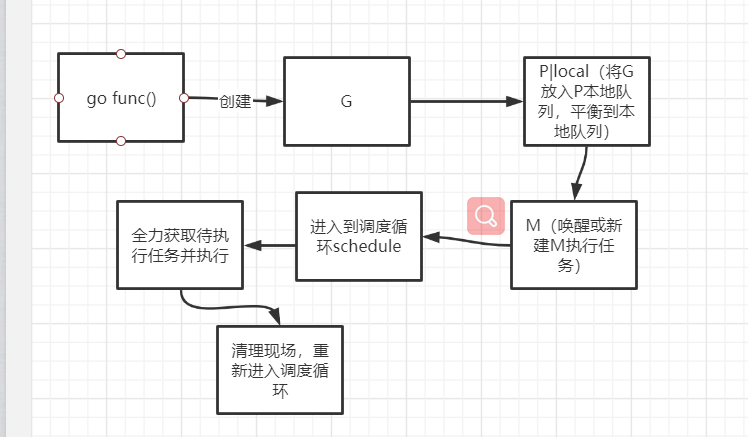 go func()
创建
G
P|local（将G
放入P本地队
列，平衡到本
地队列）
M（唤醒或新
建M执行任
务）
进入到调度循
环schedule
全力获取待执
行任务并执行
清理现场，重
新进入调度循
环